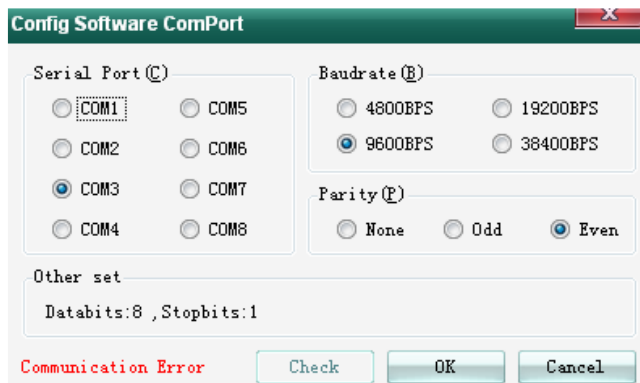 Config Software ComPort
Serial Port(C)
COM1 COM5
COM2 COM6
COM3 COM7
COM4 COM8
Baudrate(B)
4800BPS 19200BPS
9600BPS 38400BPS
Parity(P)
None Odd Even
Other set
Databits:8 ,Stopbits:1
Communication Error Check OK Cancel